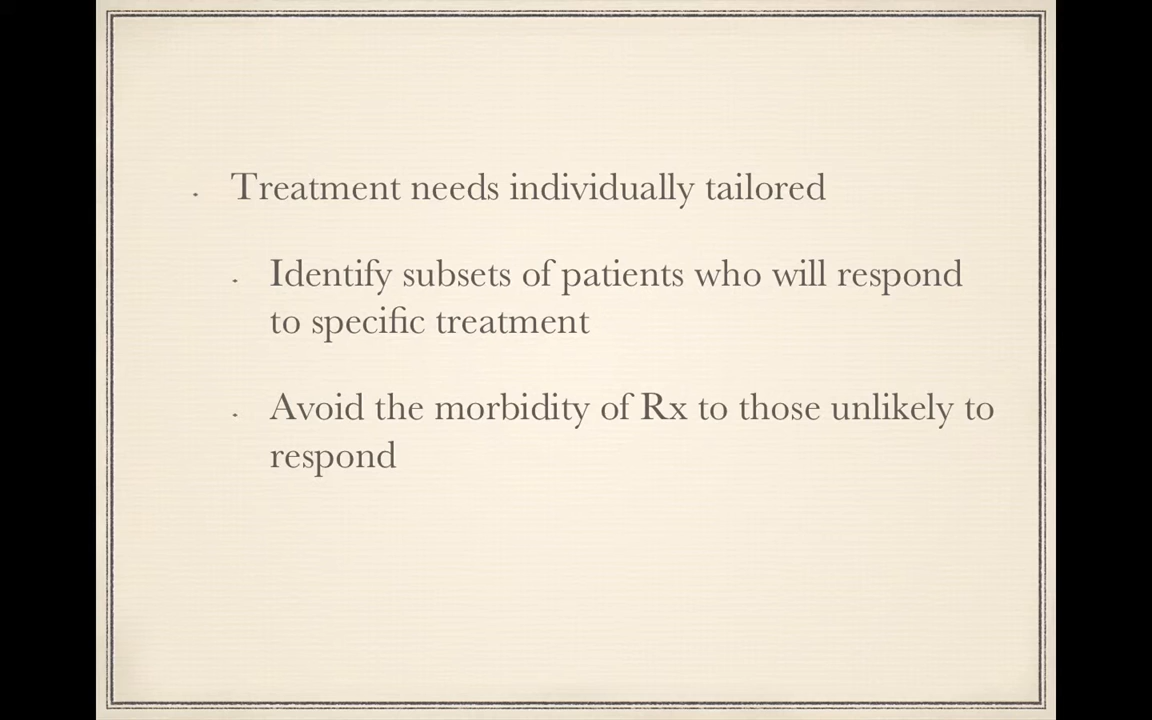 Treatment needs individually tailored
Identify subsets of patients who will respond
to specific treatment
Avoid the morbidity of Rx to those unlikely to
respond